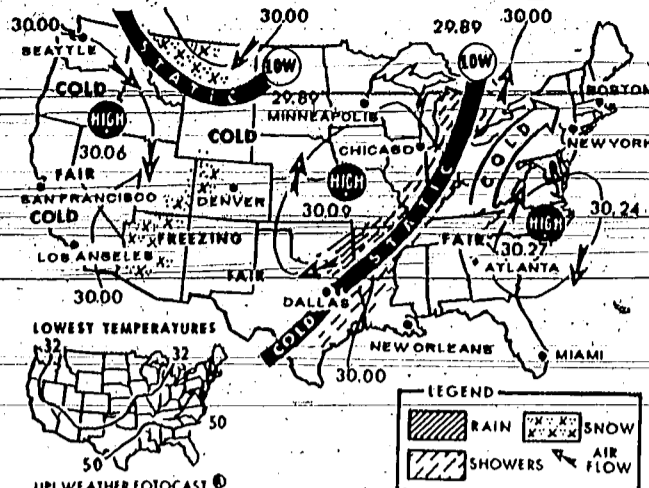 30.00
29.89
30.00
30.00
SEATTLE
STATIC
LOW
LOW
BOSTON
COLD
29.89
MINNEAPOLIS
HIGH
COLD
CHICAGO
COLD
NEW YORK
30.06
FAIR
SAN FRANCISCO
DENVER
HIGH
30.09
STATIC
HIGH
30.24
COLD
FREEZING
FAIR
30.27
LOS ANGELES
FAIR
ATLANTA
30.00
DALLAS
COLD
NEW ORLEANS
MIAMI
30.00
LOWEST TEMPERATURES
32
32
50
50
UPI WEATHER FOTOCAST ®
LEGEND
RAIN
SNOW
SHOWERS
AIR
FLOW